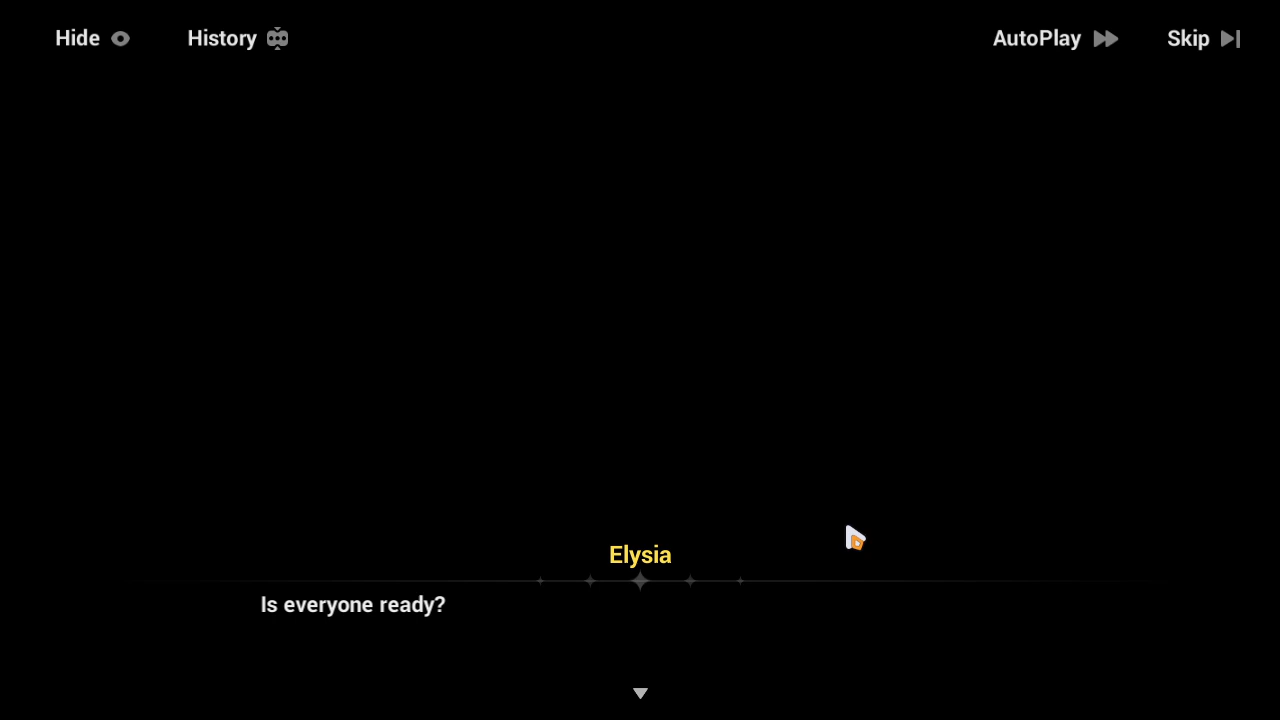 Hide
History
AutoPlay
Skip
Elysia
Is everyone ready?